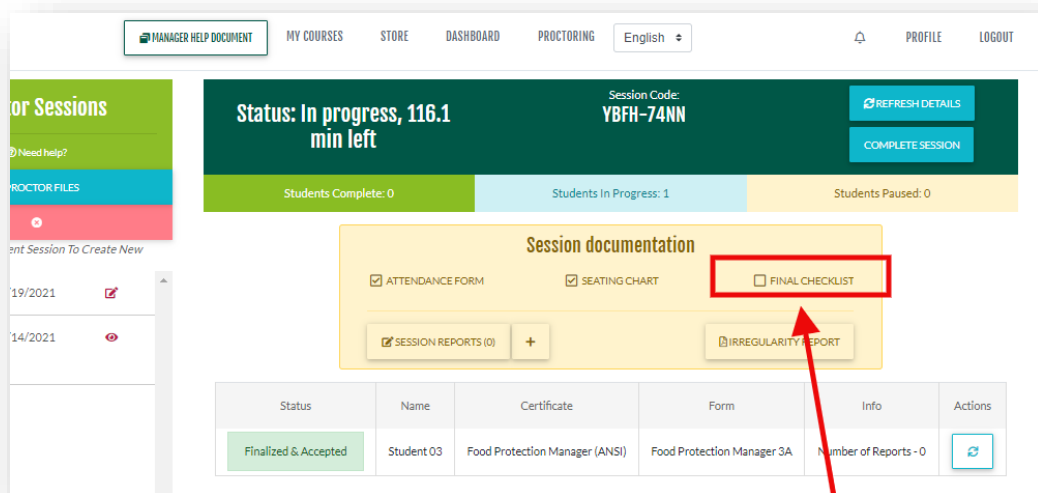 MANAGER HELP DOCUMENT MY COURSES STORE DASHBOARD PROCTORING English PROFILE LOGOUT
tor Sessions
Need help?
PROCTOR FILES
ent Session To Create New
/19/2021
/14/2021
Status: In progress, 116.1
min left
Session Code:
YBFH-74NN
REFRESH DETAILS
COMPLETE SESSION
Students Complete: 0 Students In Progress: 1 Students Paused: 0
Session documentation
ATTENDANCE FORM SEATING CHART FINAL CHECKLIST
SESSION REPORTS (0) + IRREGULARITY REPORT
Status Name Certificate Form Info Actions
Finalized & Accepted Student 03 Food Protection Manager (ANSI) Food Protection Manager 3A Number of Reports - 0